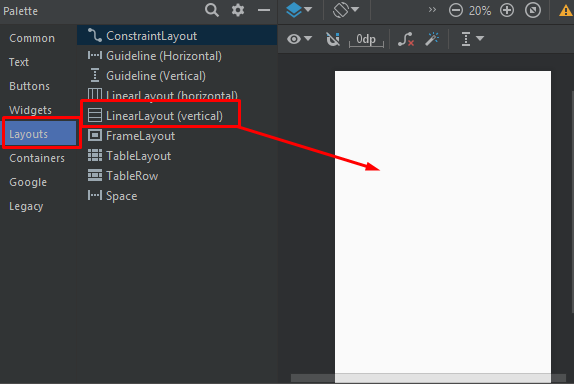 Palette
20%
Common
Text
Buttons
Widgets
Layouts
Containers
Google
Legacy
ConstraintLayout
Guideline (Horizontal)
Guideline (Vertical)
LinearLayout (horizontal)
LinearLayout (vertical)
FrameLayout
TableLayout
TableRow
Space
0dp